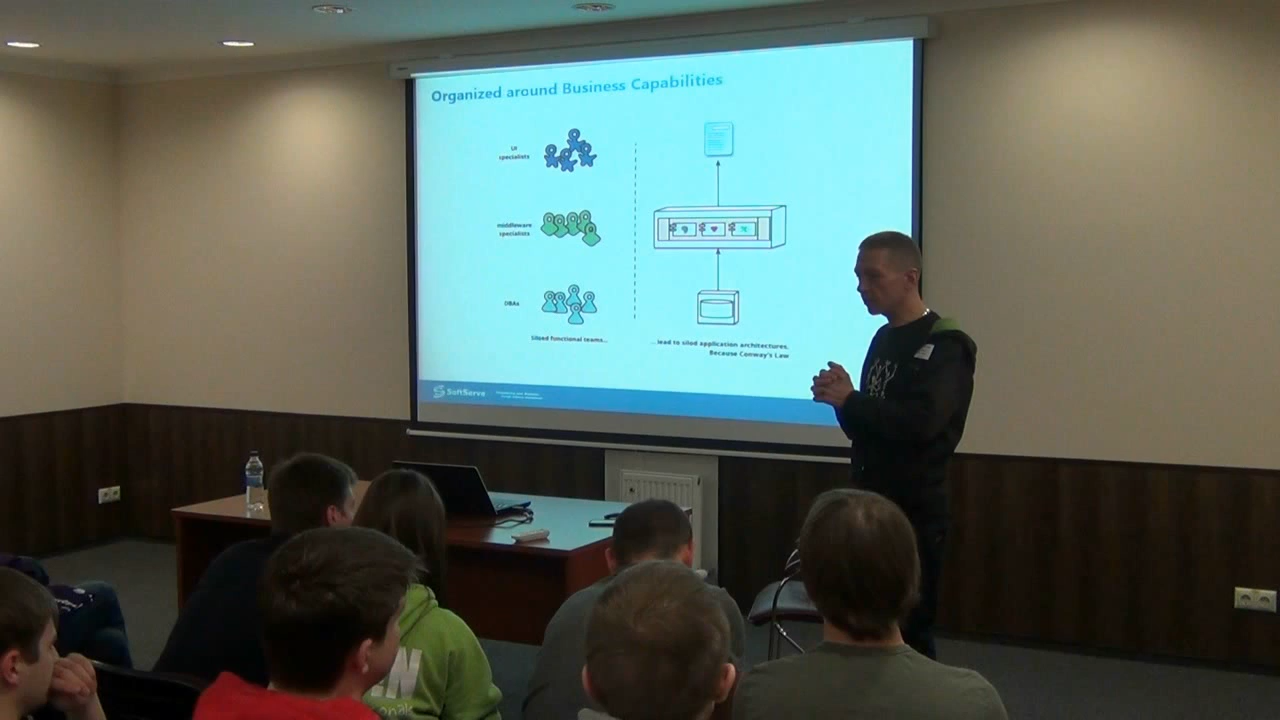 Organized around Business Capabilities
UI
specialists
middleware
specialists
DBAs
Siloed functional teams...
...lead to silod application architectures.
Because Conway's Law
SoftServe